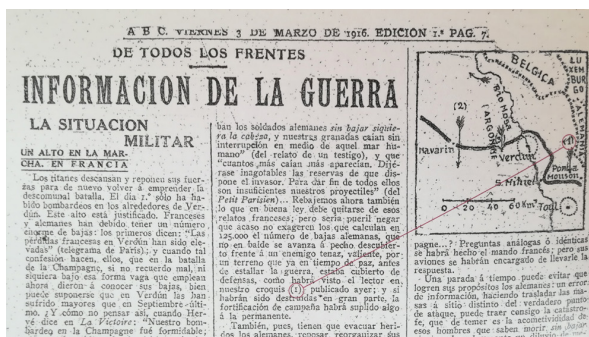 A B C. VIERNES 3 DE MARZO DE 1916. EDICIÓN 1.ª PAG. 7.
DE TODOS LOS FRENTES
INFORMACION DE LA GUERRA
LA SITUACION
MILITAR
UN ALTO EN LA MAR-
CHA. EN FRANCIA
Los titanes descansan y reponen sus fuer-
zas para de nuevo volver á emprender la
descomunal batalla. El día 1.º sólo ha ha-
bido bombardeos en los alrededores de Ver-
dún. Este alto está justificado. Franceses
y alemanes han debido tener un número
enorme de bajas: los primeros dicen: "Las
pérdidas francesas en Verdún han sido ele-
vadas" (telegrama de París); y cuando tal
confesión hacen, ellos, que en la batalla
de la Champagne, si no recuerdo mal, ni
siquiera bajo esa forma vaga que emplean
ahora dieron á conocer sus bajas, bien
puede suponerse que en Verdún las han
sufrido mayores que en Septiembre-últi-
mo. ¿Y cómo no pensar así, cuando Her-
vé dice en La Victoire: "Nuestro bom-
bardeo en la Champagne fué formidable;
ban los soldados alemanes sin bajar siquie-
ra la cabeza, y nuestras granadas caían sin
interrupción en medio de aquel mar hu-
mano" (del relato de un testigo), y que
"cuantos más caían más aparecían. Dijé-
rase inagotables las reservas de que dis-
pone el invasor. Para dar fin de todos ellos
son insuficientes nuestros proyectiles" (del
Petit Parisien)... Rebajemos ahora también
lo que en buena ley debe quitarse de esos
relatos franceses; pero sería pueril negar
que acaso no exageren los que calculan en
125.000 el número de bajas alemanas, que
no en balde se avanza á pecho descubier-
to frente á un enemigo tenaz, valiente, por
un terreno que ya en tiempo de paz, antes
de estallar la guerra, estaba cubierto de
defensas, como habrá visto el lector en
nuestro croquis (1) publicado ayer; y si
habrán sido destruídas en gran parte, la
fortificación de campaña habrá suplido algo
á la permanente.
También, pues, tienen que evacuar heri-
dos los alemanes, reposar, reorganizar sus
BELGICA
LUXEMBURGO
ALEMANIA
Rio Mosa
ARGONNE
(2)
(1)
Navarin
Verdun
S. Mihiel
Pont a Mousson
0 20 40 60 Km
Toul
pagne...? Preguntas análogas ó idénticas
se habrá hecho el mando francés; pero sus
aviones se habrán encargado de llevarle la
respuesta.
Una parada á tiempo puede evitar que
logren sus propósitos los alemanes: un error
de información, haciendo trasladar las ma-
sas á sitio distinto del verdadero punto
de ataque, puede traer consigo la catástro-
fe, que de temer es la acometividad de
esos hombres que saben morir sin bajar